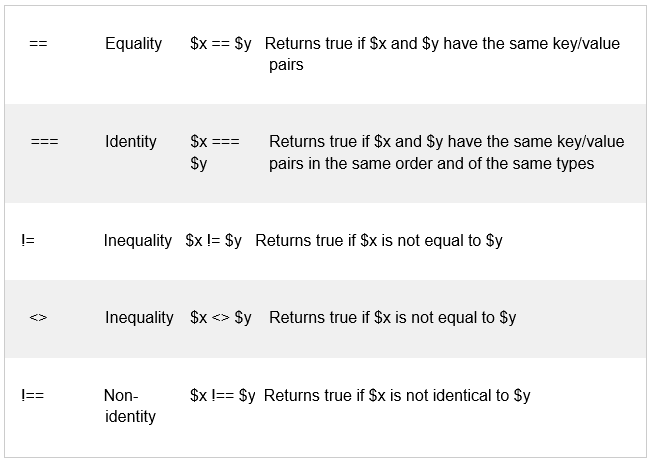 == Equality $x == $y Returns true if $x and $y have the same key/value
pairs
=== Identity $x === Returns true if $x and $y have the same key/value
$y pairs in the same order and of the same types
!= Inequality $x != $y Returns true if $x is not equal to $y
<> Inequality $x <> $y Returns true if $x is not equal to $y
!== Non- $x !== $y Returns true if $x is not identical to $y
identity